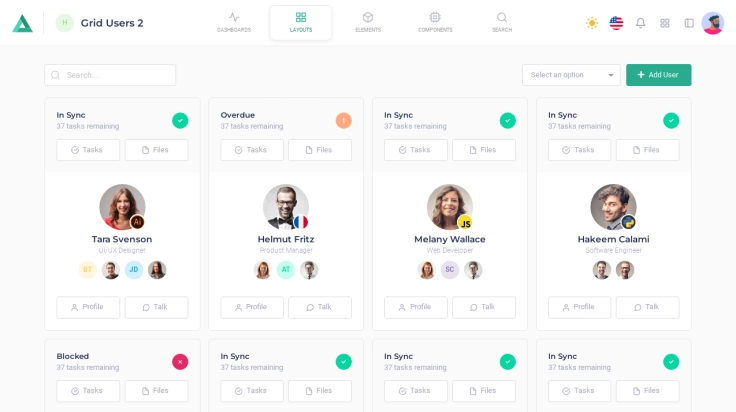 H
Grid Users 2
DASHBOARDS
LAYOUTS
ELEMENTS
COMPONENTS
SEARCH
Search...
Select an option
Add User
In Sync
37 tasks remaining
Tasks
Files
Overdue
37 tasks remaining
Tasks
Files
In Sync
37 tasks remaining
Tasks
Files
In Sync
37 tasks remaining
Tasks
Files
Ai
Tara Svenson
UI/UX Designer
BT
JD
Profile
Talk
Helmut Fritz
Product Manager
AT
Profile
Talk
JS
Melany Wallace
Web Developer
SC
Profile
Talk
Hakeem Calami
Software Engineer
Profile
Talk
Blocked
37 tasks remaining
Tasks
Files
In Sync
37 tasks remaining
Tasks
Files
In Sync
37 tasks remaining
Tasks
Files
In Sync
37 tasks remaining
Tasks
Files